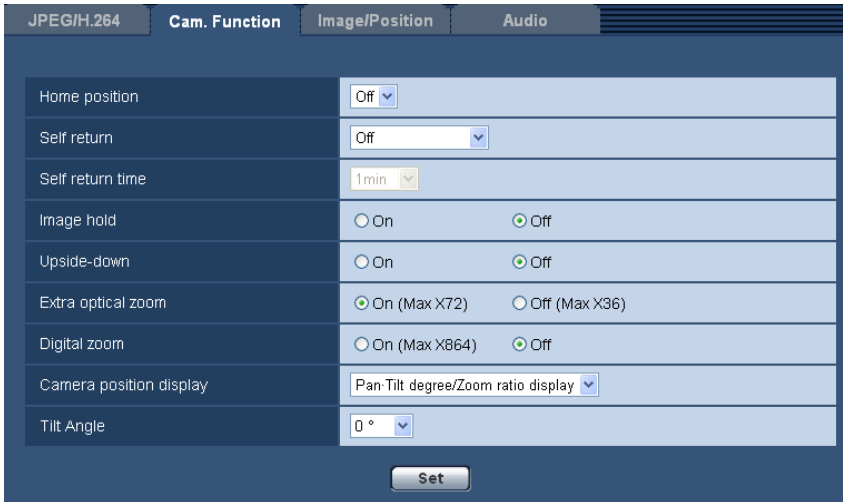 JPEG/H.264 Cam. Function Image/Position Audio
Home position Off
Self return Off
Self return time 1min
Image hold On Off
Upside-down On Off
Extra optical zoom On (Max X72) Off (Max X36)
Digital zoom On (Max X864) Off
Camera position display Pan·Tilt degree/Zoom ratio display
Tilt Angle 0 °
Set